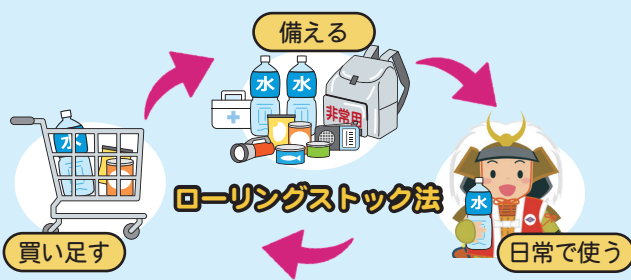 備える
水 水
非常用
水
ローリングストック法
水
買い足す
日常で使う